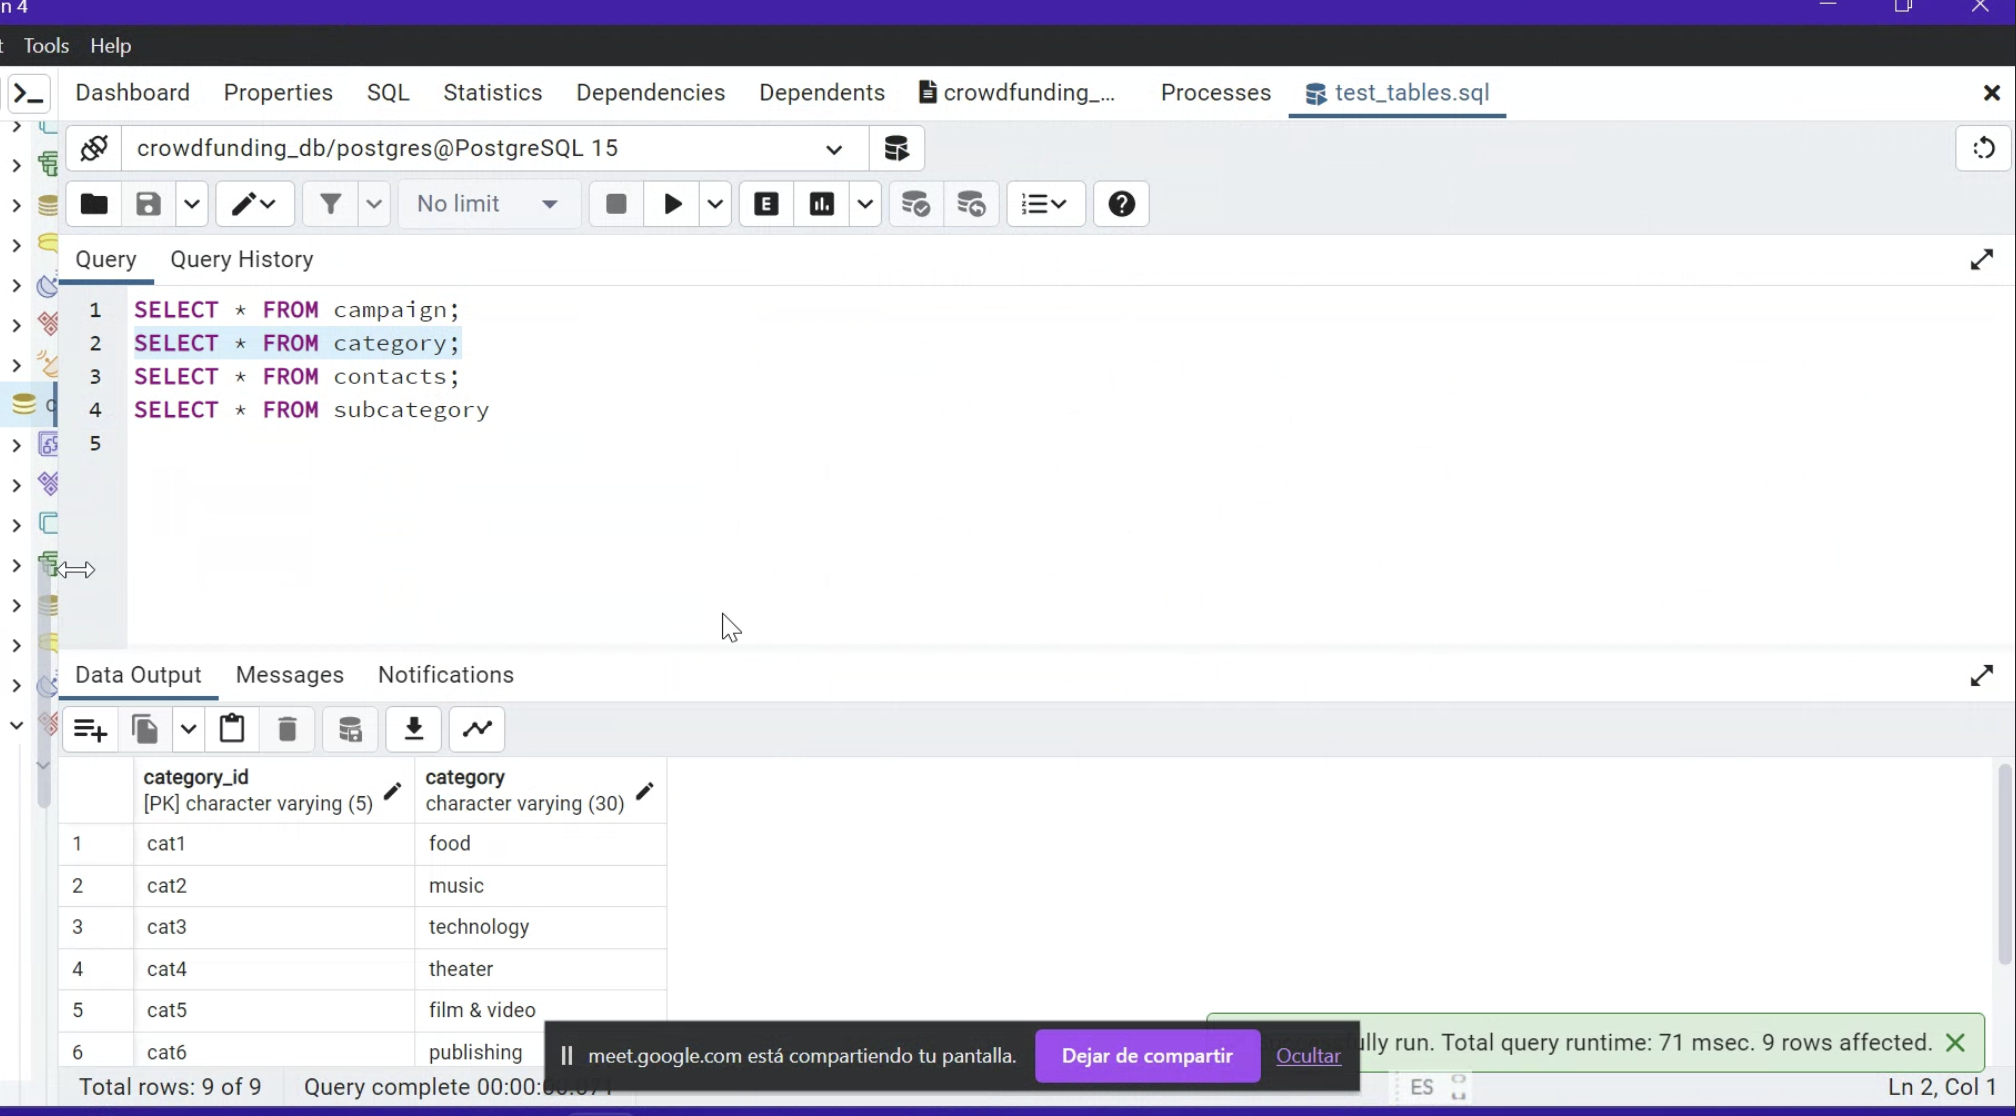 n 4
Tools Help
Dashboard Properties SQL Statistics Dependencies Dependents crowdfunding_... Processes test_tables.sql
crowdfunding_db/postgres@PostgreSQL 15
No limit
Query Query History
1 SELECT * FROM campaign;
2 SELECT * FROM category;
3 SELECT * FROM contacts;
4 SELECT * FROM subcategory
5
Data Output Messages Notifications
category_id category
[PK] character varying (5) character varying (30)
1 cat1 food
2 cat2 music
3 cat3 technology
4 cat4 theater
5 cat5 film & video
6 cat6 publishing
meet.google.com está compartiendo tu pantalla. Dejar de compartir Ocultar
run. Total query runtime: 71 msec. 9 rows affected.
Total rows: 9 of 9 Query complete 00:00: ES Ln 2, Col 1